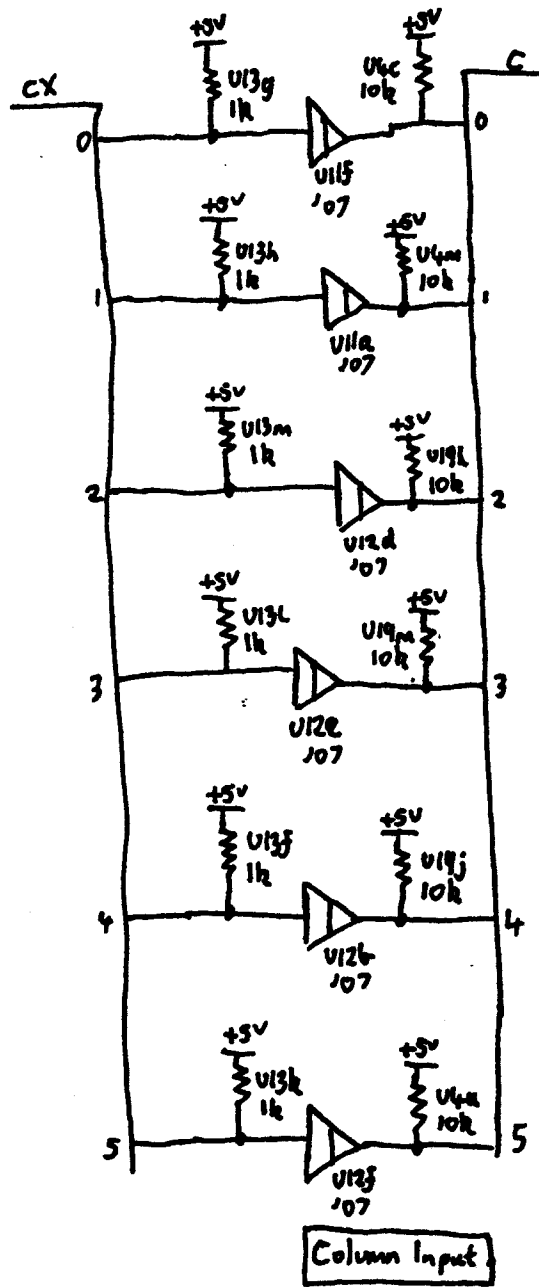 CX
C
+5V
U13g
1k
+5V
U4c
10k
0
U11f
'07
0
+5V
U13h
1k
+5V
U4m
10k
1
U11a
'07
1
+5V
U13m
1k
+5V
10k
2
U12d
'07
2
+5V
1k
+5V
U19m
10k
3
U12e
'07
3
+5V
U13f
1k
+5V
U19j
10k
4
U12b
'07
4
+5V
U13k
1k
+5V
10k
5
U12f
'07
5
Column Input